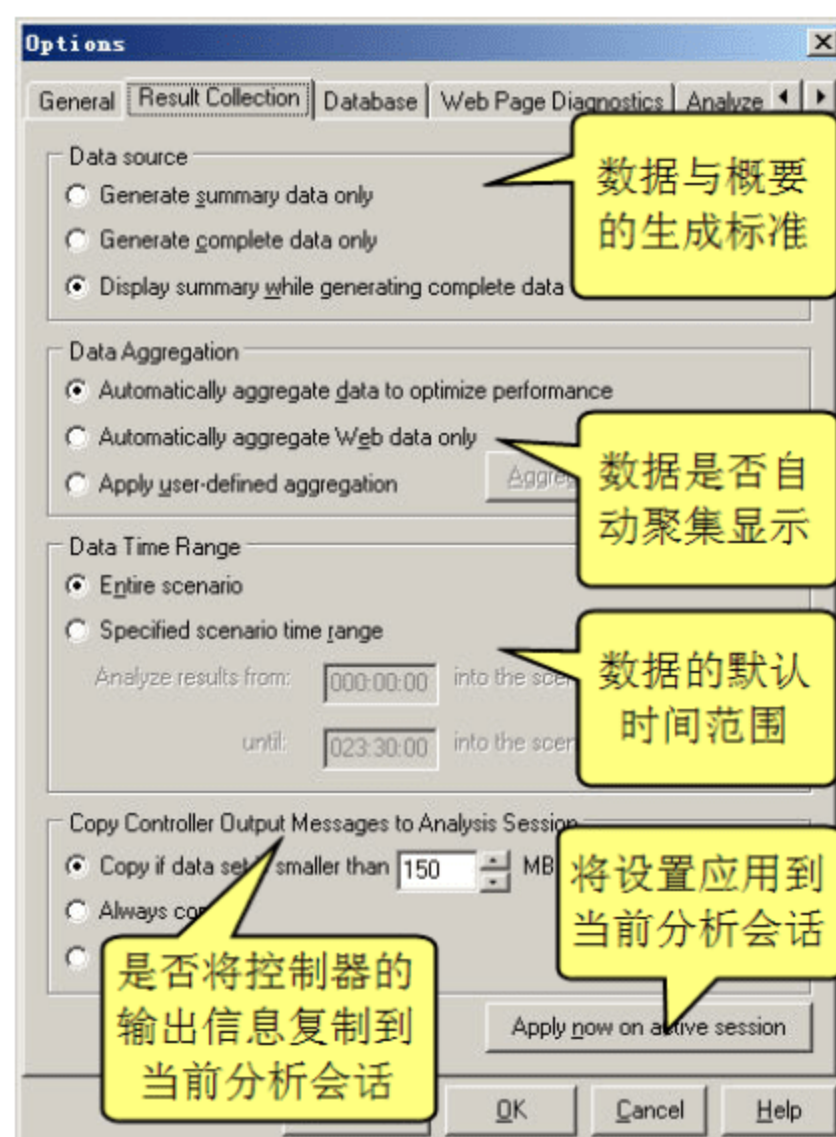 Options
General Result Collection Database Web Page Diagnostics Analyze
Data source
Generate summary data only
Generate complete data only
Display summary while generating complete data
数据与概要
的生成标准
Data Aggregation
Automatically aggregate data to optimize performance
Automatically aggregate Web data only
Apply user-defined aggregation
数据是否自
动聚集显示
Data Time Range
Entire scenario
Specified scenario time range
Analyze results from: 000:00:00 into the
until: 023:30:00 into the
数据的默认
时间范围
Copy Controller Output Messages to Analysis Session
Copy if data set smaller than 150 MB
Always
将设置应用到
当前分析会话
是否将控制器的
输出信息复制到
当前分析会话
Apply now on active session
OK Cancel Help